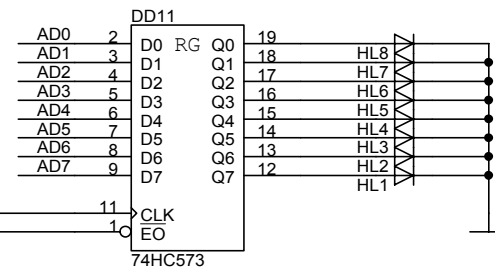 DD11
AD0 2 D0 RG Q0 19
AD1 3 D1 Q1 18 HL8
AD2 4 D2 Q2 17 HL7
AD3 5 D3 Q3 16 HL6
AD4 6 D4 Q4 15 HL5
AD5 7 D5 Q5 14 HL4
AD6 8 D6 Q6 13 HL3
AD7 9 D7 Q7 12 HL2
HL1
11 CLK
1 EO
74HC573